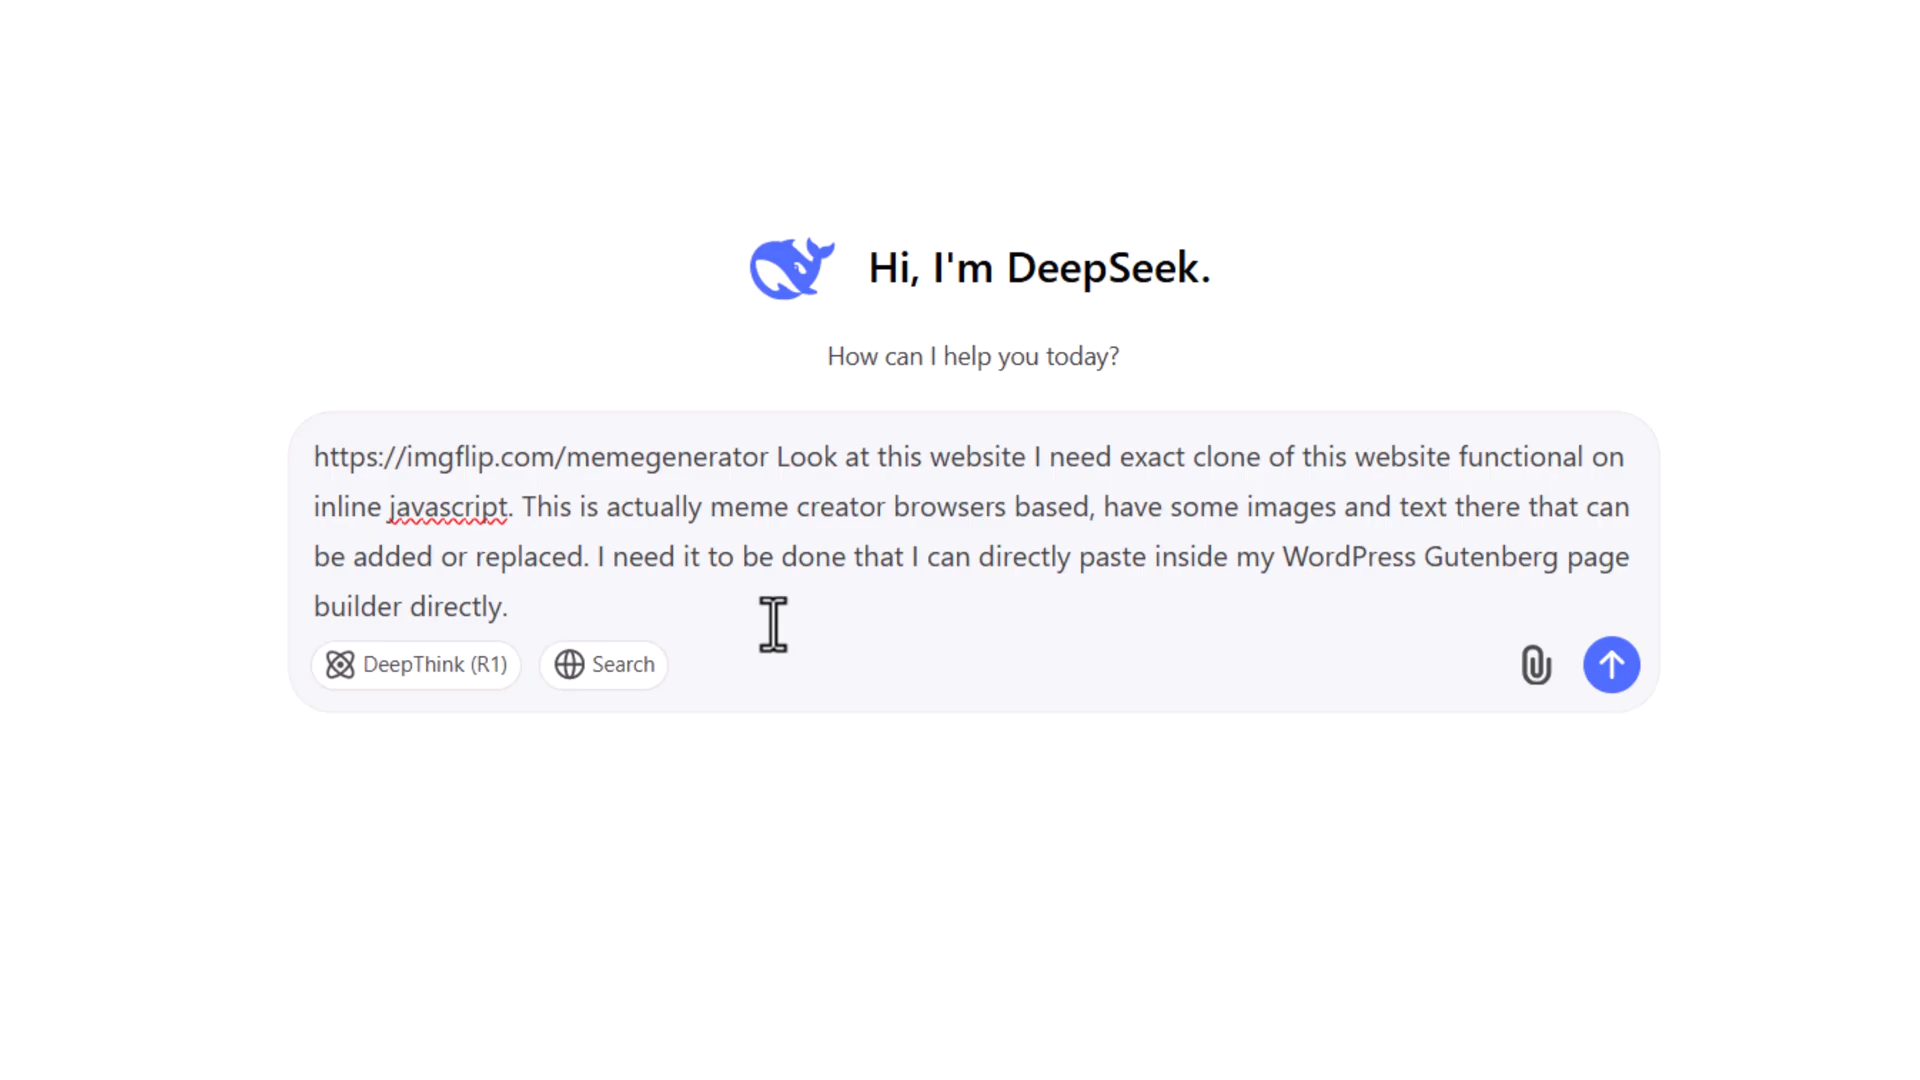 Hi, I'm DeepSeek.
How can I help you today?
https://imgflip.com/memegenerator Look at this website I need exact clone of this website functional on
inline javascript. This is actually meme creator browsers based, have some images and text there that can
be added or replaced. I need it to be done that I can directly paste inside my WordPress Gutenberg page
builder directly.
DeepThink (R1) Search